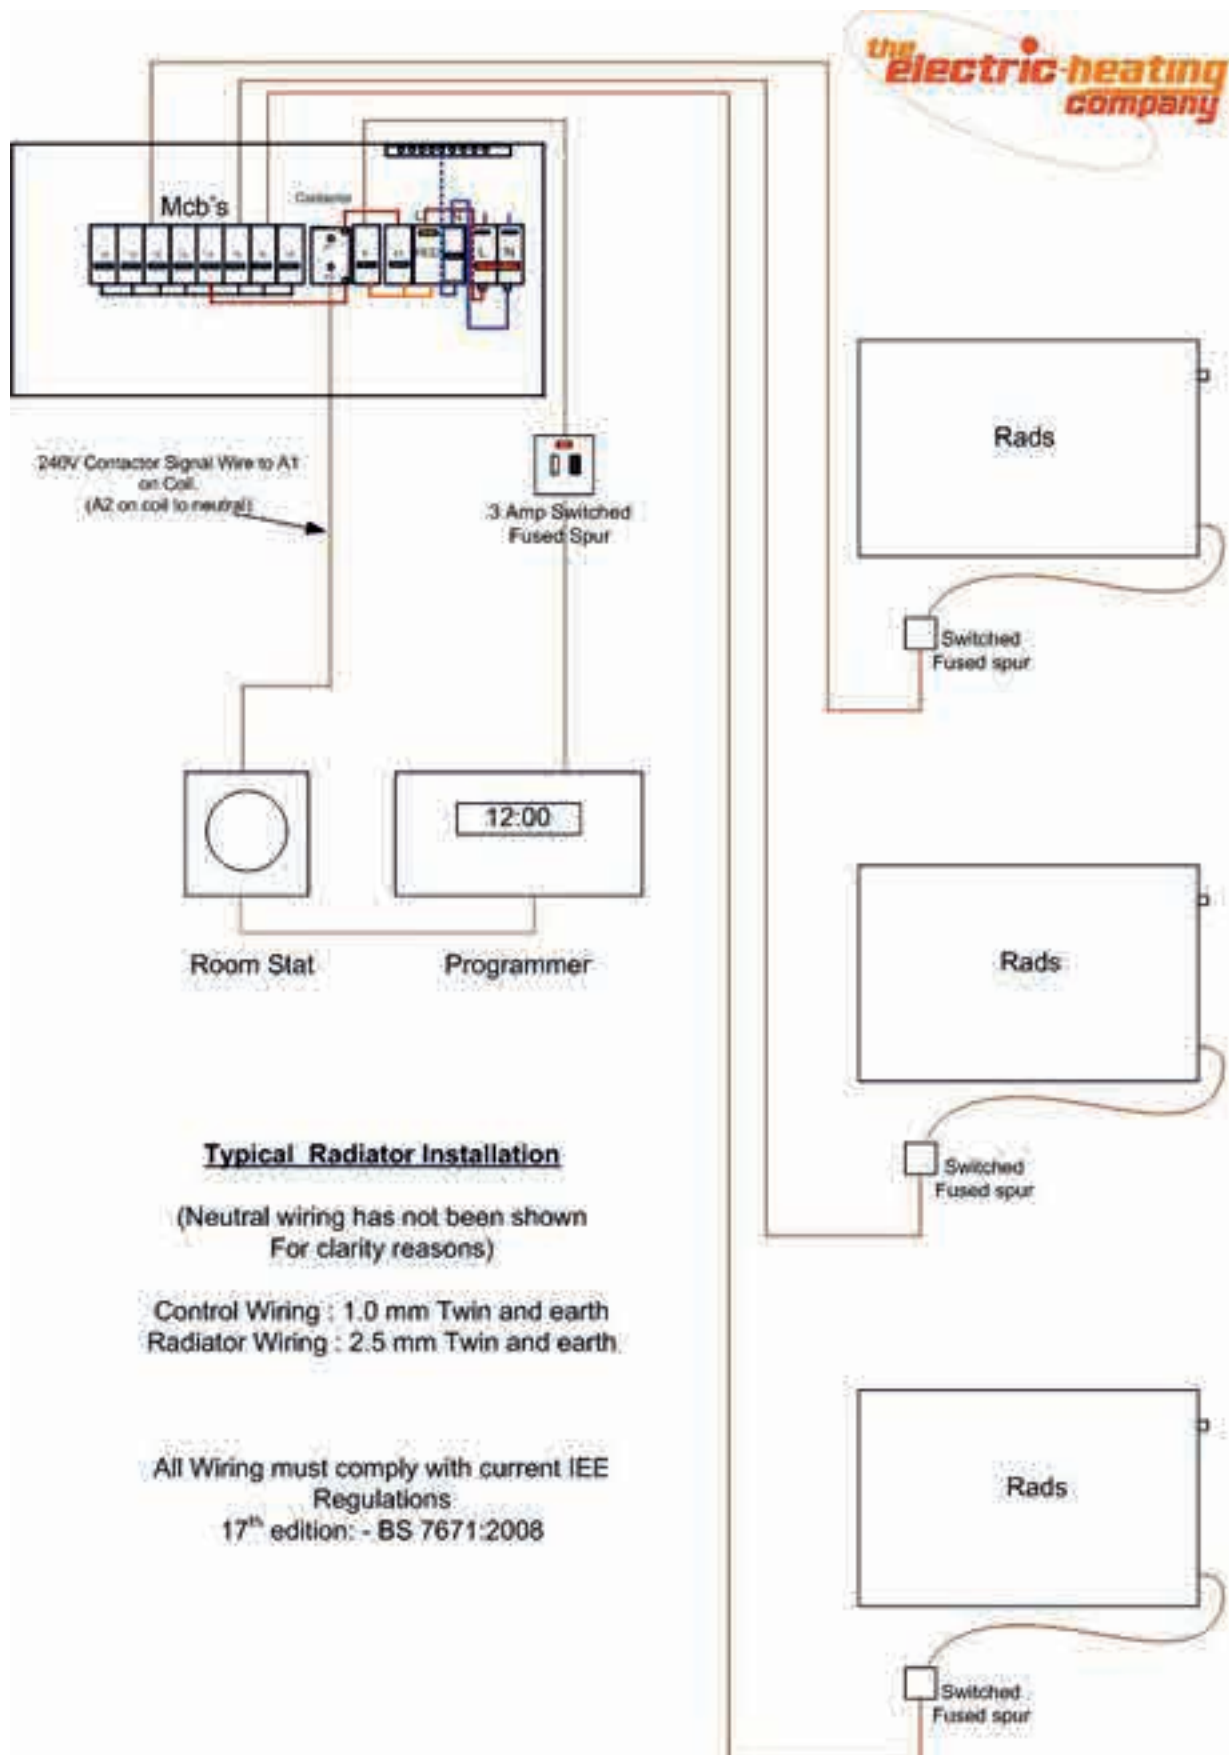 the
electric-heating
company
Mcb's
Contactor
L
N
L
N
240V Contactor Signal Wire to A1
on Coil.
(A2 on coil to neutral)
3 Amp Switched
Fused Spur
Rads
Switched
Fused spur
12:00
Room Stat
Programmer
Rads
Switched
Fused spur
Typical Radiator Installation
(Neutral wiring has not been shown
For clarity reasons)
Control Wiring : 1.0 mm Twin and earth
Radiator Wiring : 2.5 mm Twin and earth
All Wiring must comply with current IEE
Regulations
17th edition: - BS 7671:2008
Rads
Switched
Fused spur